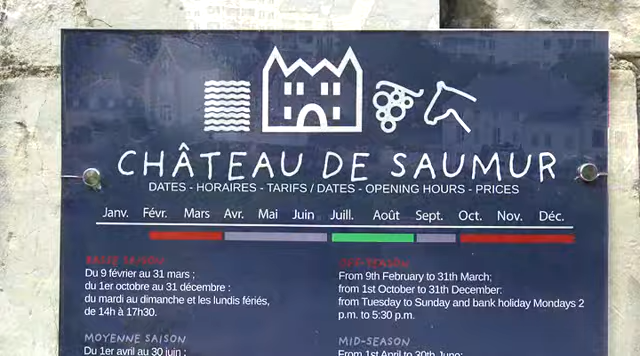 CHÂTEAU DE SAUMUR
DATES - HORAIRES - TARIFS / DATES - OPENING HOURS - PRICES
Janv. Févr. Mars Avr. Mai Juin Juill. Août Sept. Oct. Nov. Déc.
BASSE SAISON
Du 9 février au 31 mars ;
du 1er octobre au 31 décembre :
du mardi au dimanche et les lundis fériés,
de 14h à 17h30.
MOYENNE SAISON
Du 1er avril au 30 juin ;
OFF-SEASON
From 9th February to 31th March;
from 1st October to 31th December:
from Tuesday to Sunday and bank holiday Mondays 2
p.m. to 5:30 p.m.
MID-SEASON
From 1st April to 30th June;